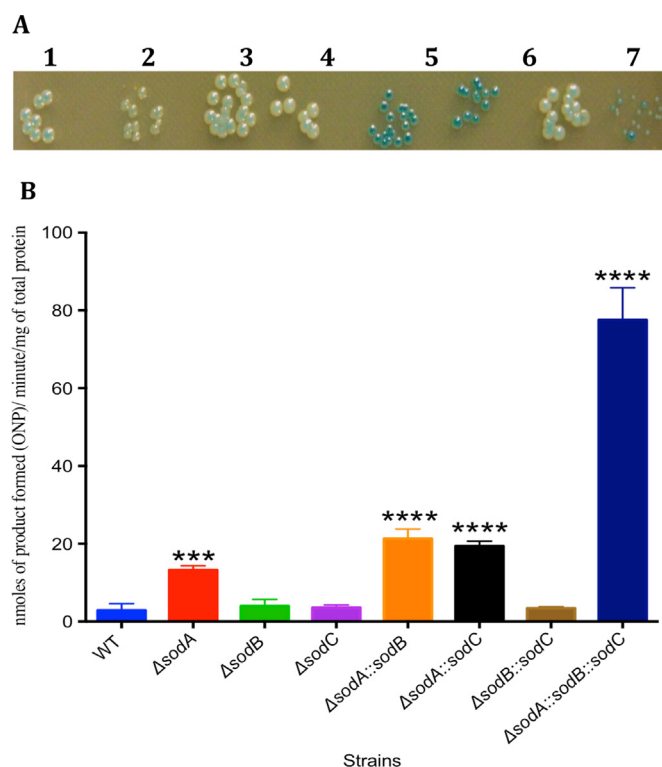 A
1 2 3 4 5 6 7
B
nmoles of product formed (ONP)/ minute/mg of total protein
100
80
60
40
20
0
***
****
****
****
WT
ΔsodA
ΔsodB
ΔsodC
ΔsodA::sodB
ΔsodA::sodC
ΔsodB::sodC
ΔsodA::sodB::sodC
Strains